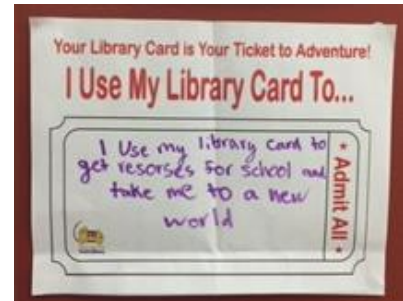 Your Library Card is Your Ticket to Adventure!
I Use My Library Card To...
I Use my library card to
get resorses for school and
take me to a new
world
* Admit All *